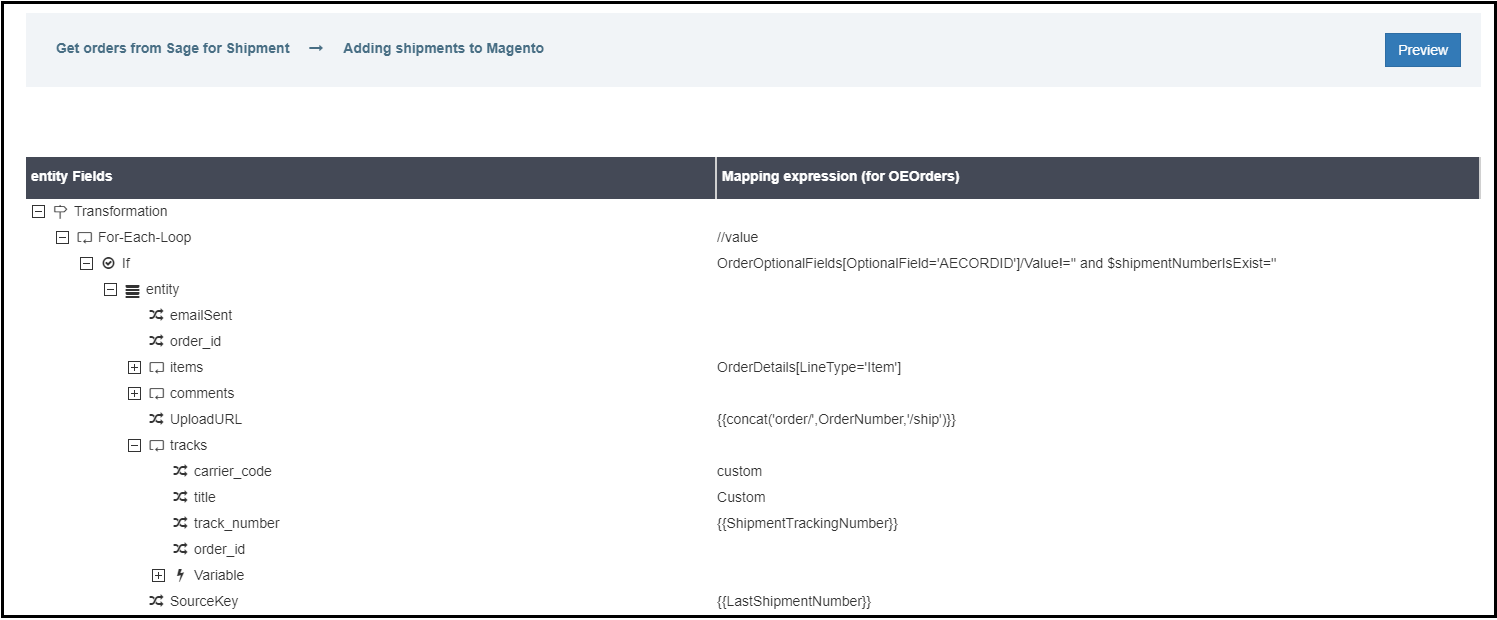 Get orders from Sage for Shipment → Adding shipments to Magento Preview
entity Fields Mapping expression (for OEOrders)
Transformation
For-Each-Loop //value
If OrderOptionalFields[OptionalField='AECORDID']/Value!='' and $shipmentNumberIsExist=''
entity
emailSent
order_id
items OrderDetails[LineType='Item']
comments
UploadURL {{concat('order/',OrderNumber,'/ship')}}
tracks
carrier_code custom
title Custom
track_number {{ShipmentTrackingNumber}}
order_id
Variable
SourceKey {{LastShipmentNumber}}